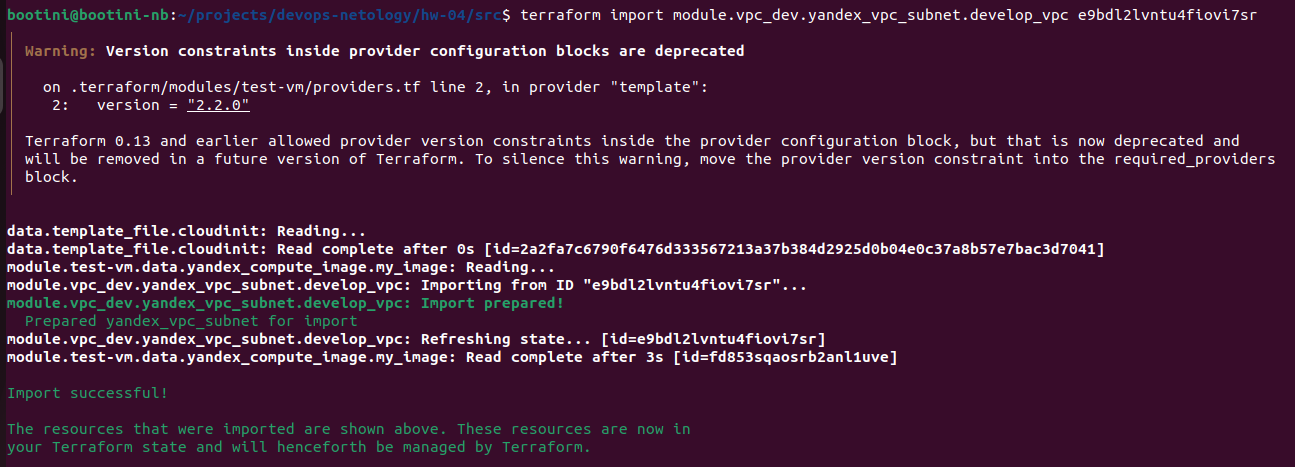 bootini@bootini-nb:~/projects/devops-netology/hw-04/src$ terraform import module.vpc_dev.yandex_vpc_subnet.develop_vpc e9bdl2lvntu4fiovi7sr
Warning: Version constraints inside provider configuration blocks are deprecated
on .terraform/modules/test-vm/providers.tf line 2, in provider "template":
2:   version = "2.2.0"
Terraform 0.13 and earlier allowed provider version constraints inside the provider configuration block, but that is now deprecated and
will be removed in a future version of Terraform. To silence this warning, move the provider version constraint into the required_providers
block.
data.template_file.cloudinit: Reading...
data.template_file.cloudinit: Read complete after 0s [id=2a2fa7c6790f6476d333567213a37b384d2925d0b04e0c37a8b57e7bac3d7041]
module.test-vm.data.yandex_compute_image.my_image: Reading...
module.vpc_dev.yandex_vpc_subnet.develop_vpc: Importing from ID "e9bdl2lvntu4fiovi7sr"...
module.vpc_dev.yandex_vpc_subnet.develop_vpc: Import prepared!
Prepared yandex_vpc_subnet for import
module.vpc_dev.yandex_vpc_subnet.develop_vpc: Refreshing state... [id=e9bdl2lvntu4fiovi7sr]
module.test-vm.data.yandex_compute_image.my_image: Read complete after 3s [id=fd853sqaosrb2anl1uve]
Import successful!
The resources that were imported are shown above. These resources are now in
your Terraform state and will henceforth be managed by Terraform.